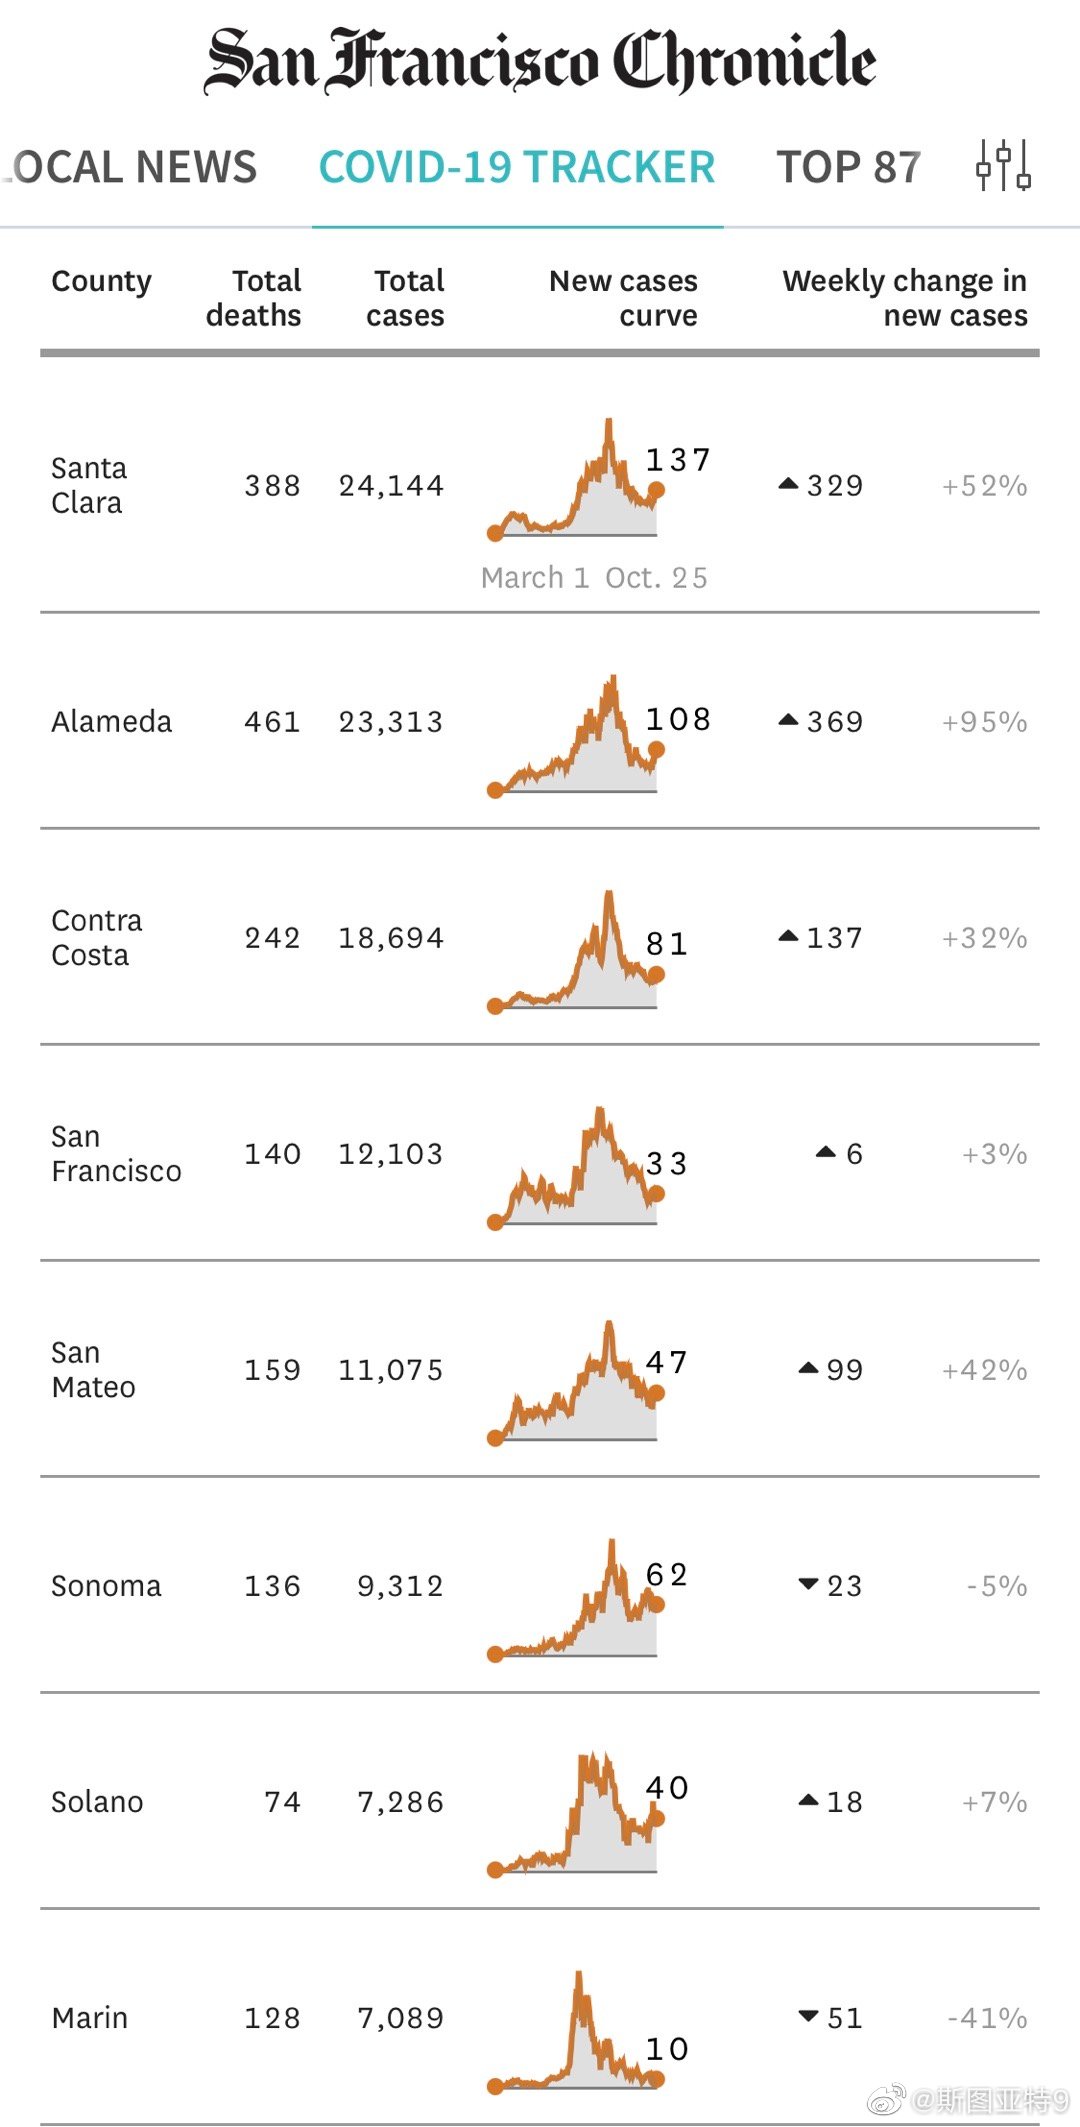 San Francisco Chronicle
LOCAL NEWS COVID-19 TRACKER TOP 87
County Total deaths Total cases New cases curve Weekly change in new cases
Santa Clara 388 24,144 137 ▲ 329 +52%
March 1 Oct. 25
Alameda 461 23,313 108 ▲ 369 +95%
Contra Costa 242 18,694 81 ▲ 137 +32%
San Francisco 140 12,103 33 ▲ 6 +3%
San Mateo 159 11,075 47 ▲ 99 +42%
Sonoma 136 9,312 62 ▼ 23 -5%
Solano 74 7,286 40 ▲ 18 +7%
Marin 128 7,089 10 ▼ 51 -41%
@斯图亚特9